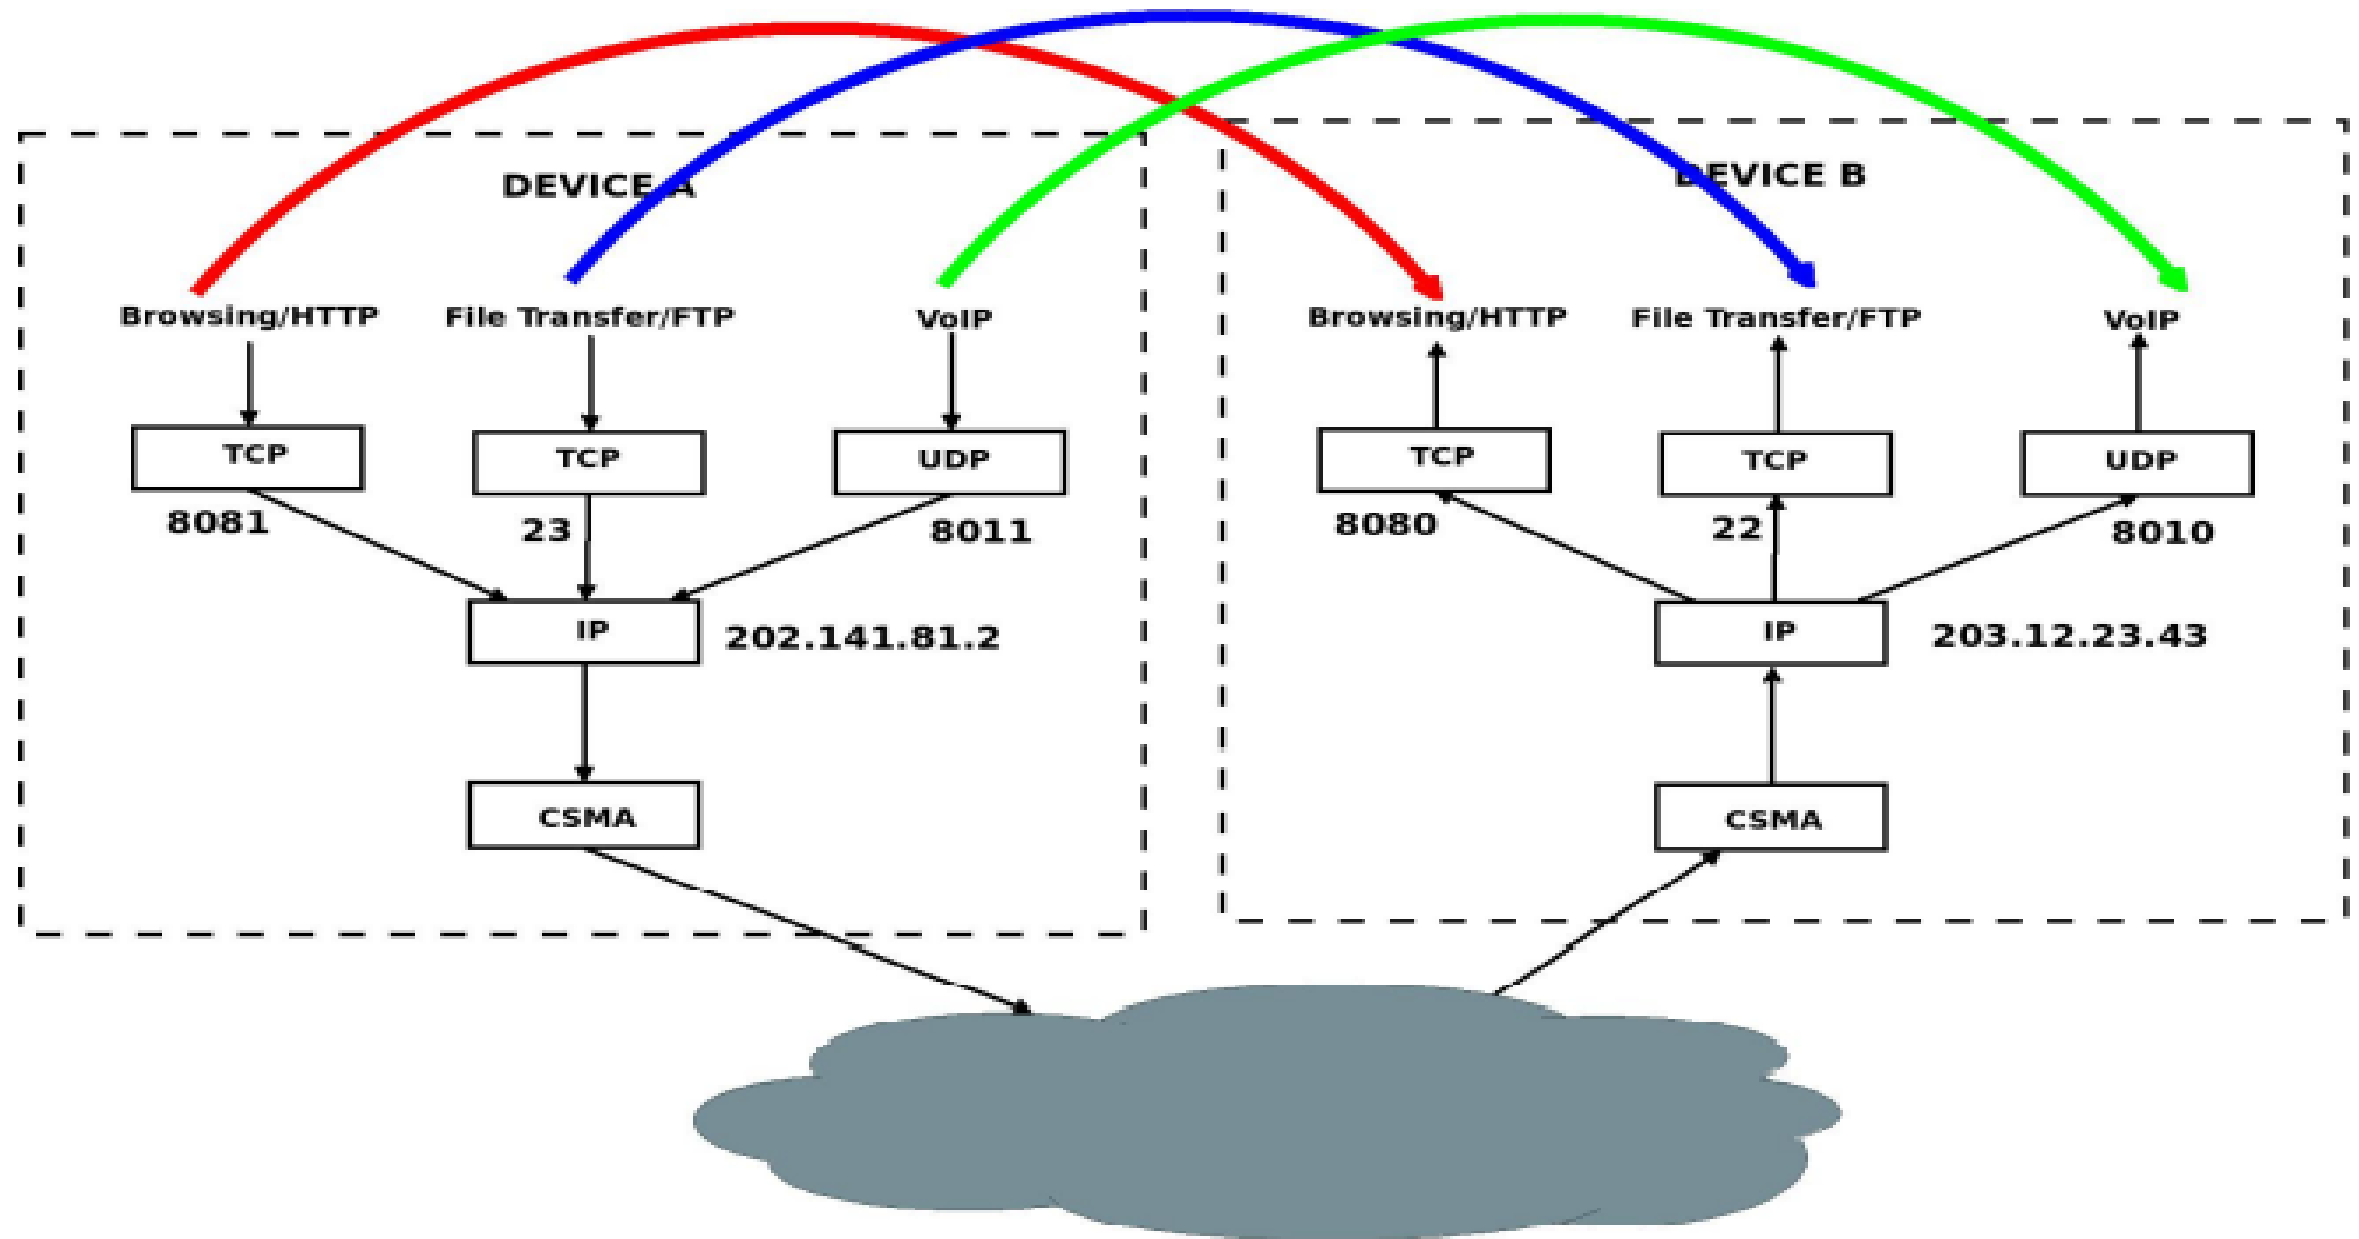 DEVICE A
Browsing/HTTP
File Transfer/FTP
VoIP
TCP
TCP
UDP
8081
23
8011
IP
202.141.81.2
CSMA
DEVICE B
Browsing/HTTP
File Transfer/FTP
VoIP
TCP
TCP
UDP
8080
22
8010
IP
203.12.23.43
CSMA